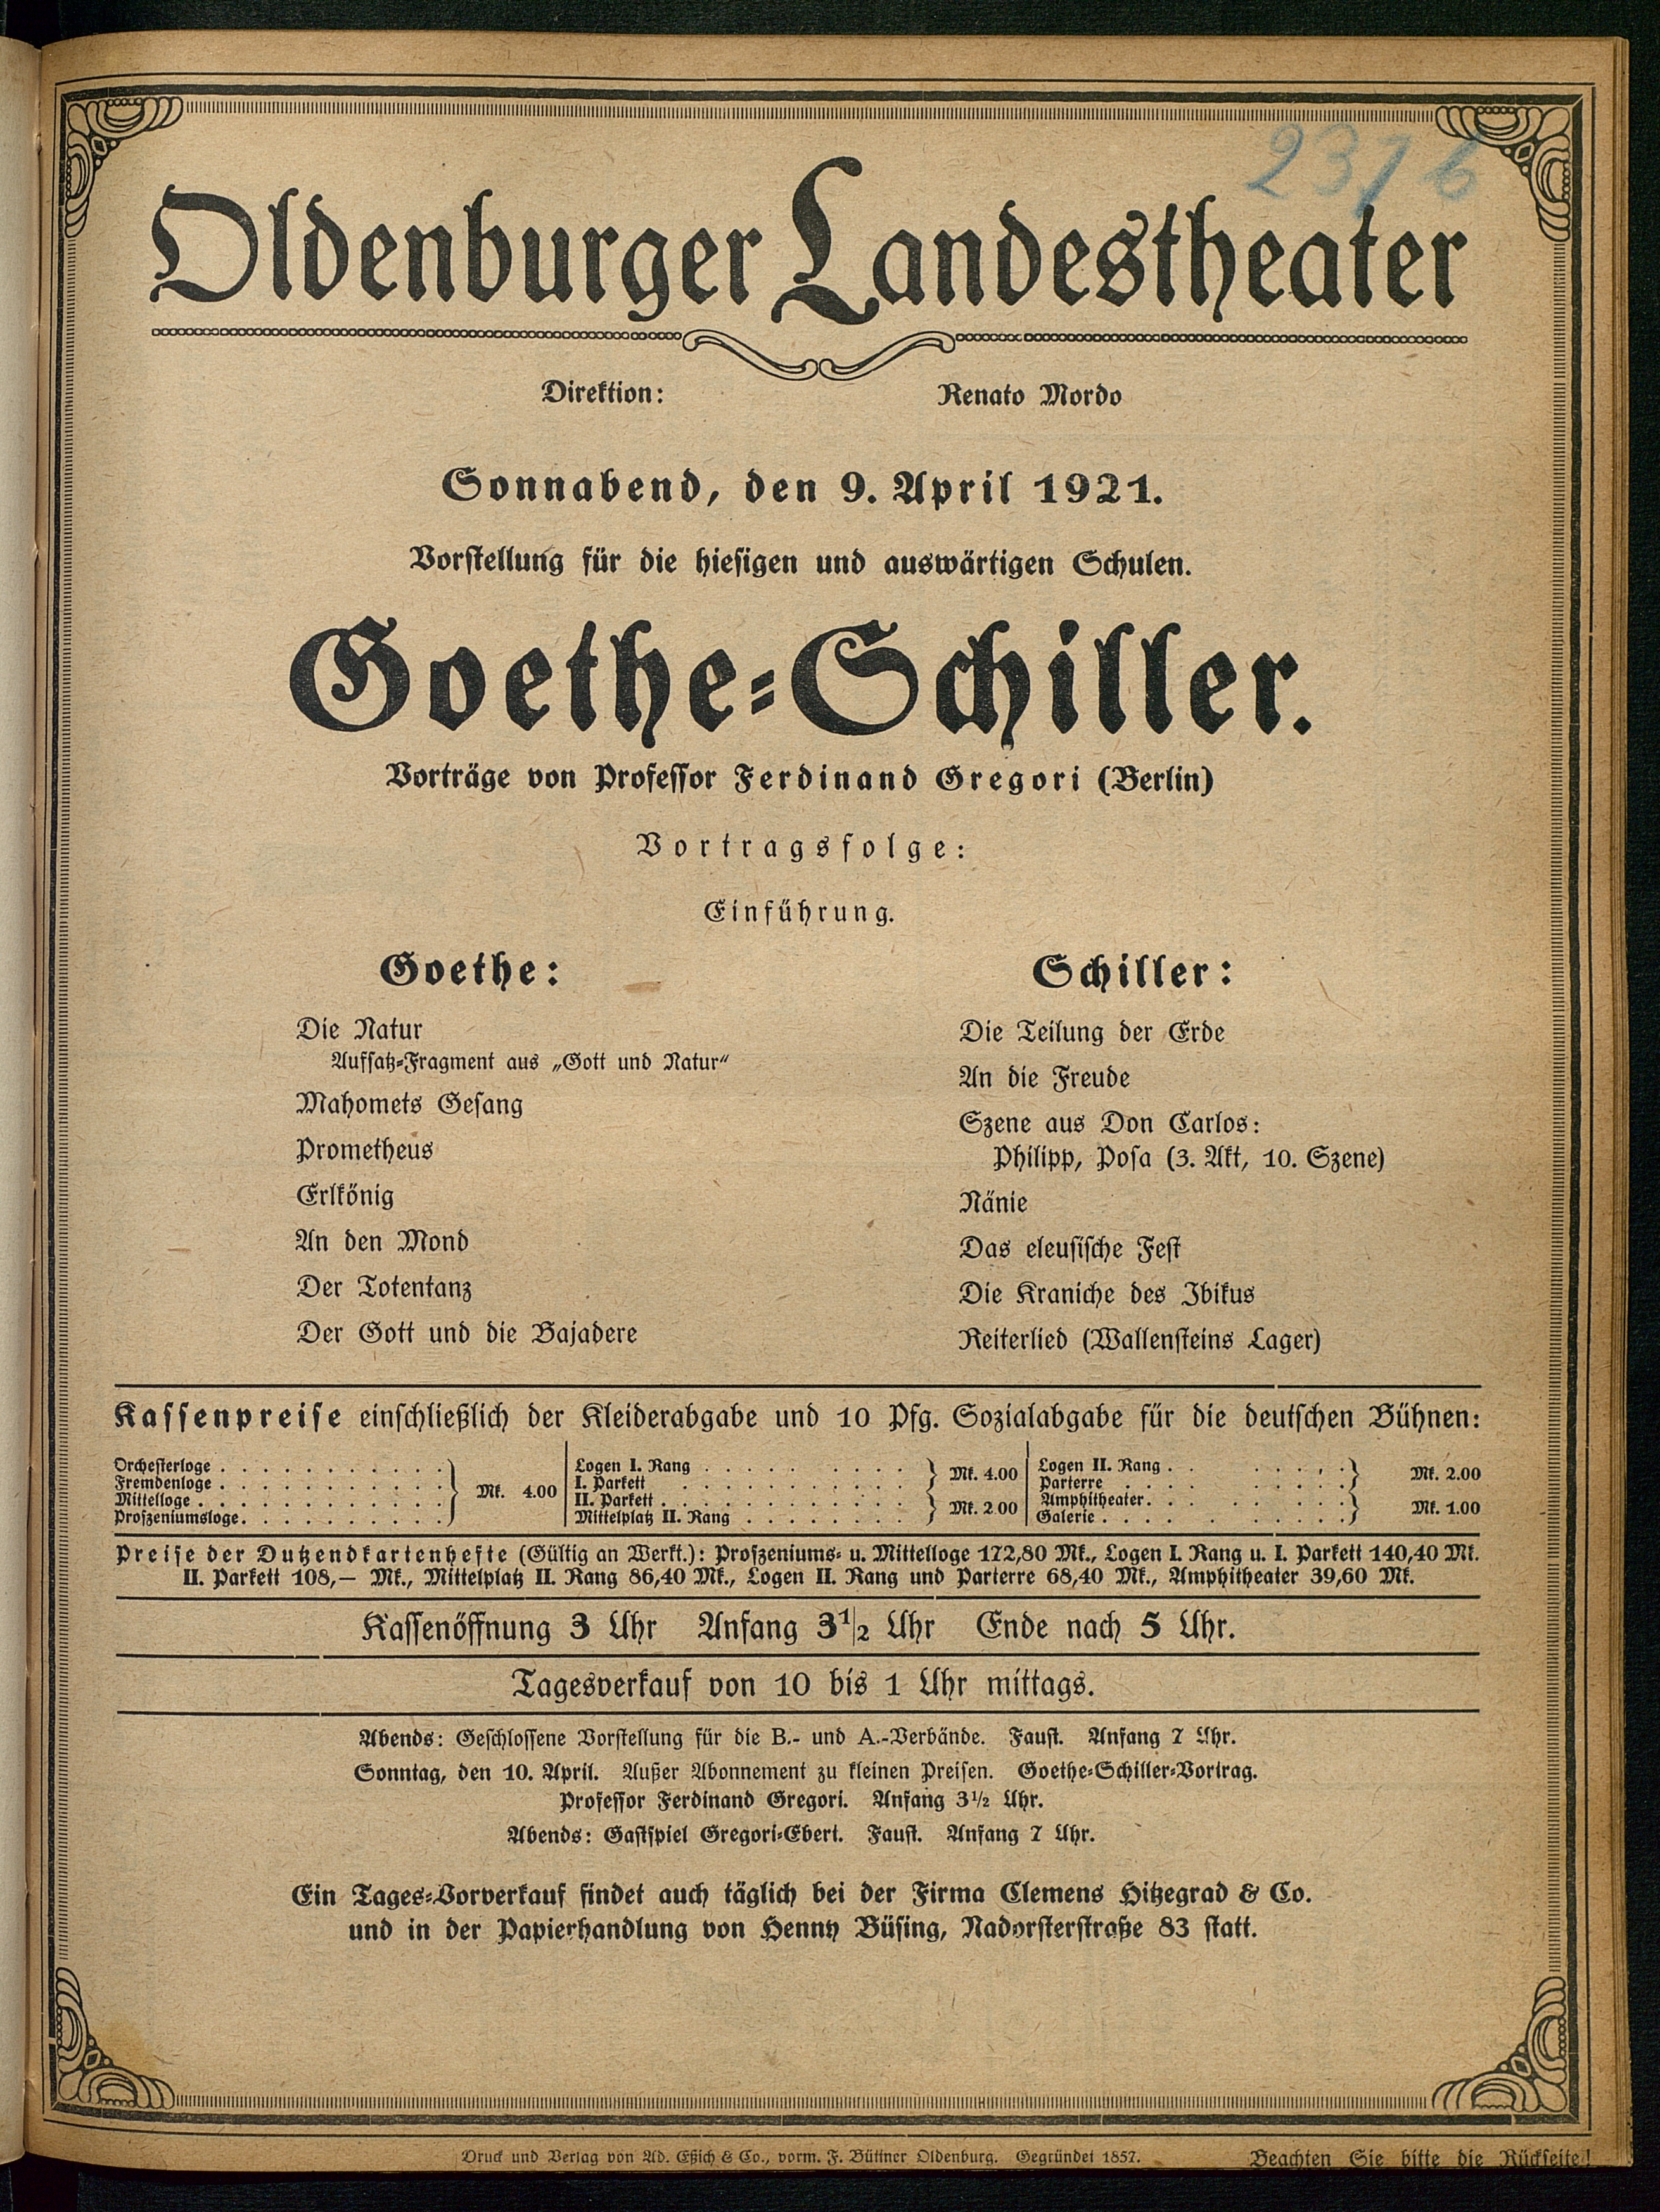 2316
Oldenburger Landestheater
Direktion: Renato Mordo
Sonnabend, den 9. April 1921.
Vorstellung für die hiesigen und auswärtigen Schulen.
Goethe-Schiller.
Vorträge von Professor Ferdinand Gregori (Berlin)
Vortragsfolge:
Einführung.
Goethe:
Die Natur
Aufsatz-Fragment aus „Gott und Natur“
Mahomets Gesang
Prometheus
Erlkönig
An den Mond
Der Totentanz
Der Gott und die Bajadere
Schiller:
Die Teilung der Erde
An die Freude
Szene aus Don Carlos:
Philipp, Posa (3. Akt, 10. Szene)
Nänie
Das eleusische Fest
Die Kraniche des Ibikus
Reiterlied (Wallensteins Lager)
Kassenpreise einschließlich der Kleiderabgabe und 10 Pfg. Sozialabgabe für die deutschen Bühnen:
Orchesterloge . . . . . . . . . . .
Fremdenloge . . . . . . . . . . .
Mittelloge . . . . . . . . . . . .
Proszeniumsloge. . . . . . . . . .
Mk. 4.00
Logen I. Rang . . . . . . . . .
I. Parkett . . . . . . . . . . .
Mk. 4.00
II. Parkett . . . . . . . . . . .
Mittelplatz II. Rang . . . . . . . .
Mk. 2.00
Logen II. Rang . . . . . . . .
Parterre . . . . . . . . .
Mk. 2.00
Amphitheater. . . . . . . . .
Galerie . . . . . . . . . .
Mk. 1.00
Preise der Dutzendkartenhefte (Gültig an Werkt.): Proszeniums- u. Mittelloge 172,80 Mk., Logen I. Rang u. I. Parkett 140,40 Mk.
II. Parkett 108,— Mk., Mittelplatz II. Rang 86,40 Mk., Logen II. Rang und Parterre 68,40 Mk., Amphitheater 39,60 Mk.
Kassenöffnung 3 Uhr Anfang 3½ Uhr Ende nach 5 Uhr.
Tagesverkauf von 10 bis 1 Uhr mittags.
Abends: Geschlossene Vorstellung für die B.- und A.-Verbände. Faust. Anfang 7 Uhr.
Sonntag, den 10. April. Außer Abonnement zu kleinen Preisen. Goethe-Schiller-Vortrag.
Professor Ferdinand Gregori. Anfang 3½ Uhr.
Abends: Gastspiel Gregori-Ebert. Faust. Anfang 7 Uhr.
Ein Tages-Vorverkauf findet auch täglich bei der Firma Clemens Hitzegrad & Co.
und in der Papierhandlung von Henny Büsing, Nadorsterstraße 83 statt.
Druck und Verlag von Ad. Eßich & Co., vorm. F. Büttner Oldenburg. Gegründet 1857.
Beachten Sie bitte die Rückseite!